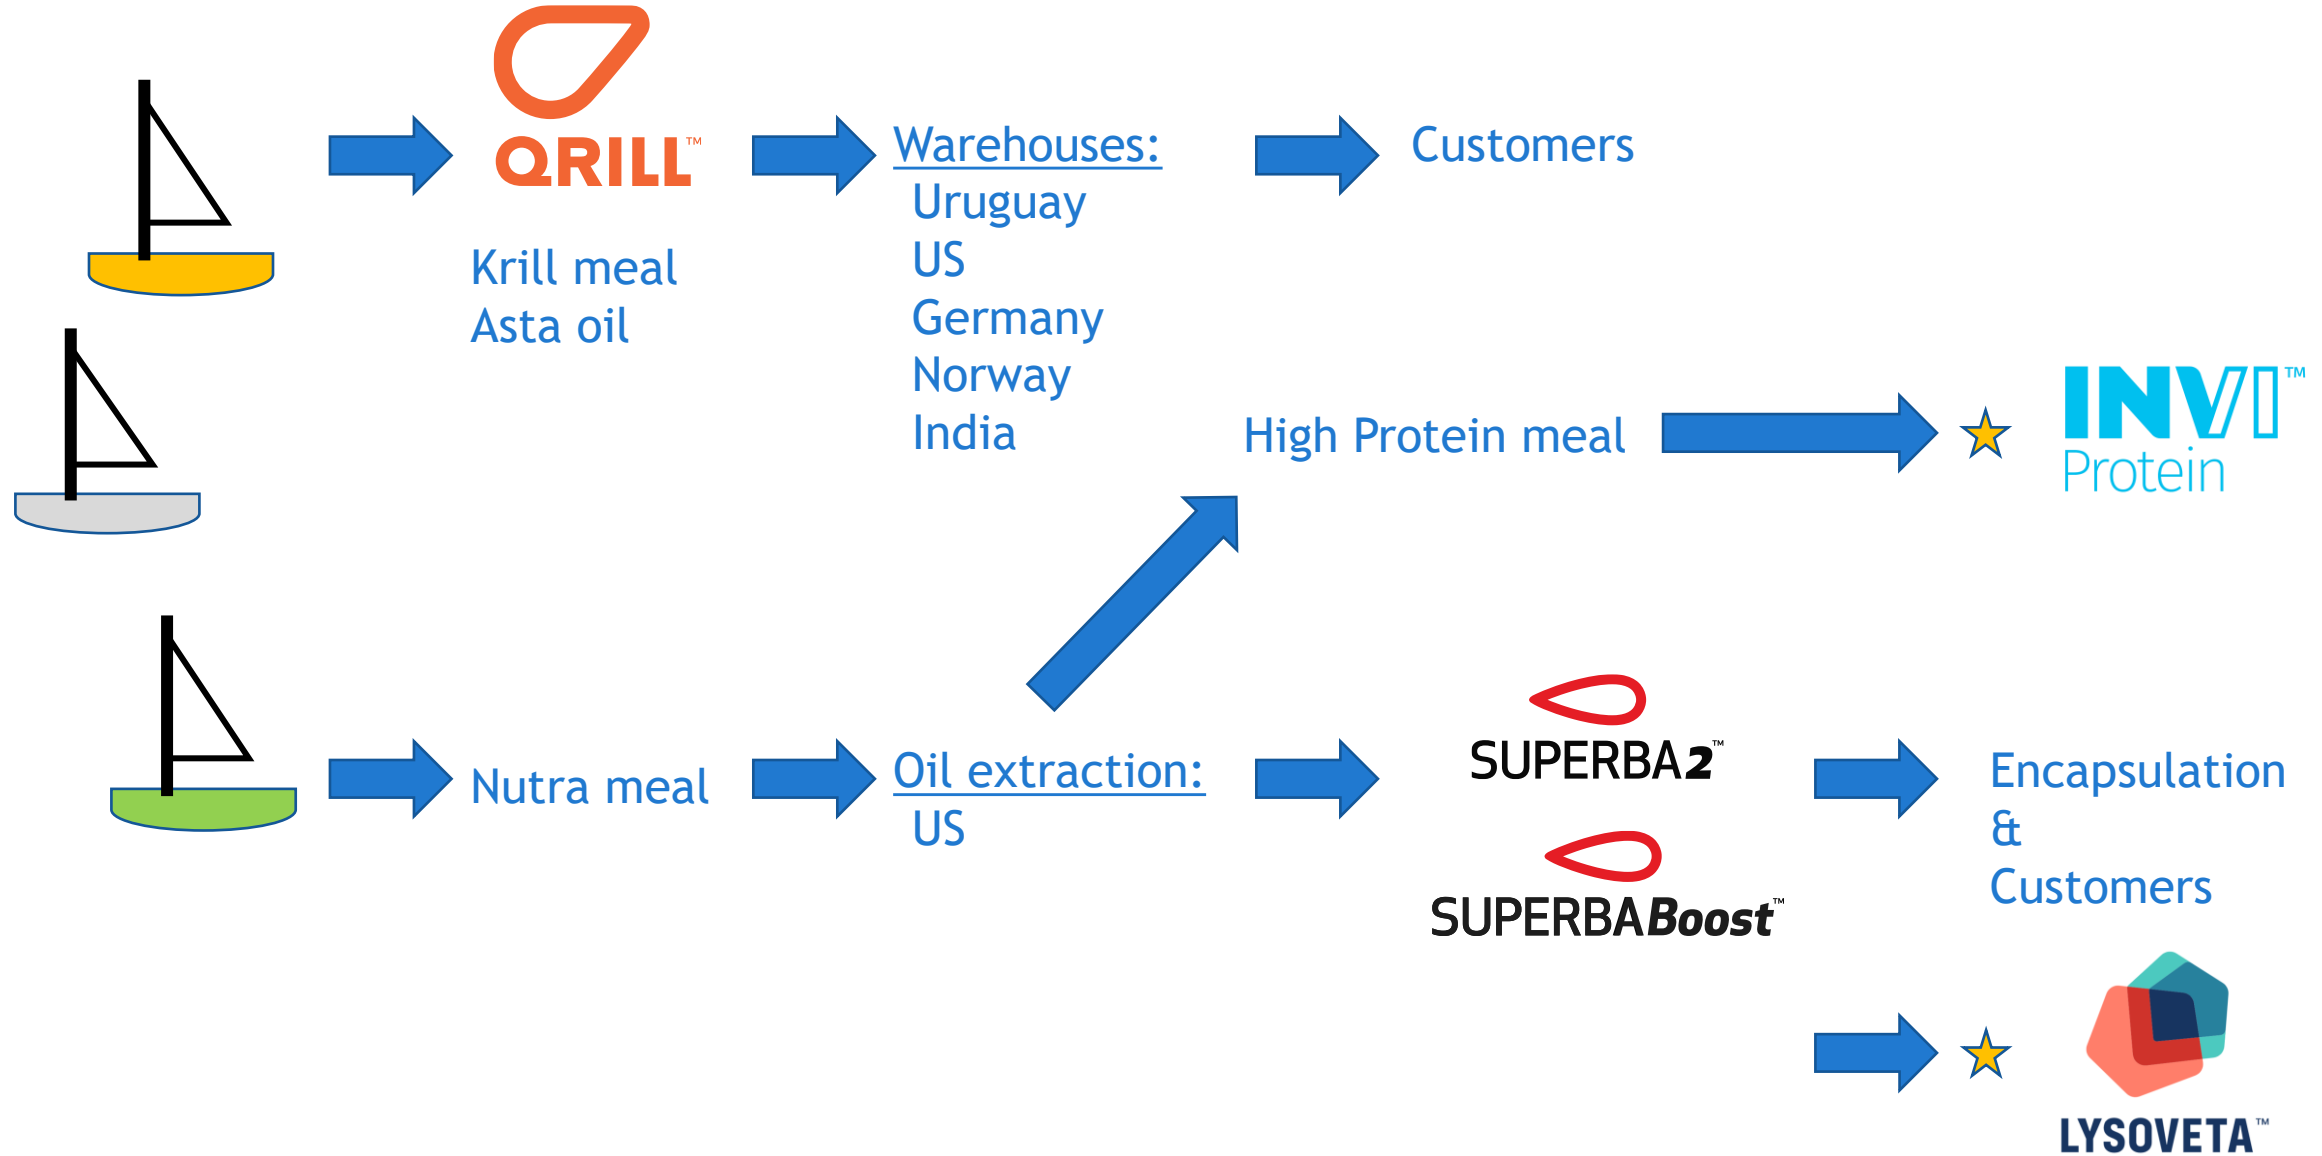 QRILL™
Krill meal
Asta oil
Warehouses:
Uruguay
US
Germany
Norway
India
Customers
High Protein meal
INVI™
Protein
Nutra meal
Oil extraction:
US
SUPERBA2™
SUPERBABoost™
Encapsulation
&
Customers
LYSOVETA™